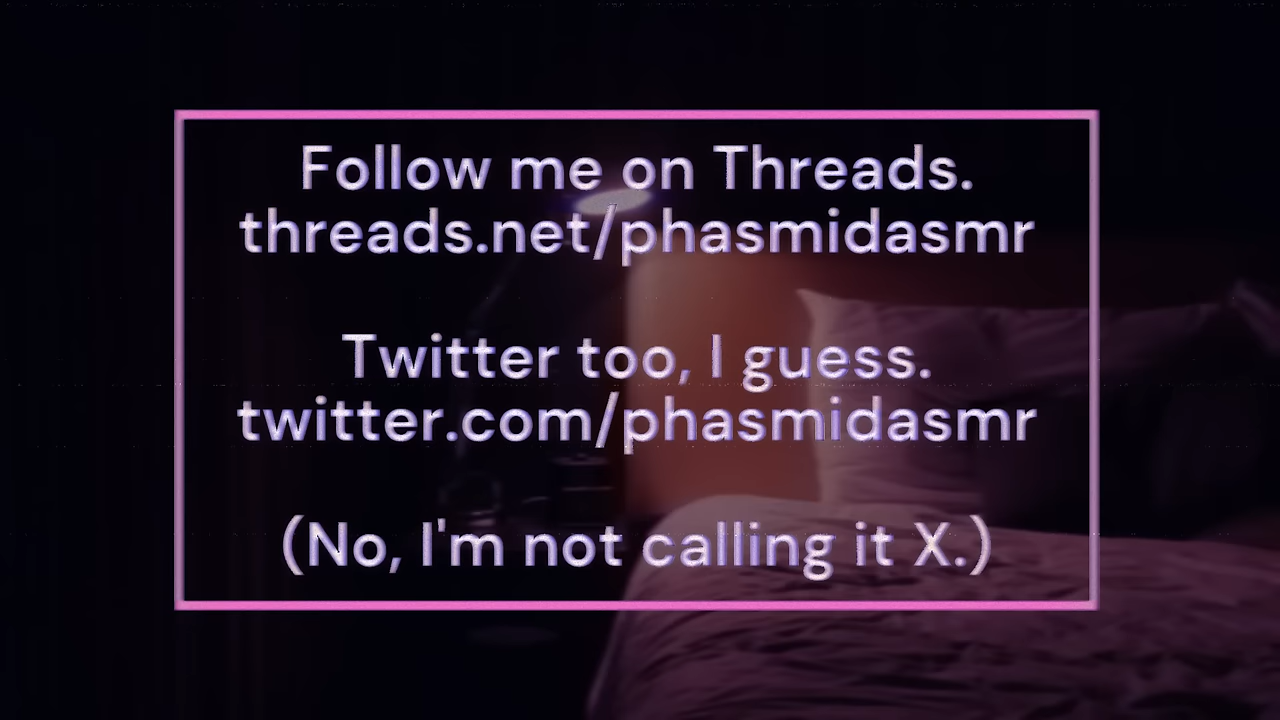 Follow me on Threads.
threads.net/phasmidasmr
Twitter too, I guess.
twitter.com/phasmidasmr
(No, I'm not calling it X.)